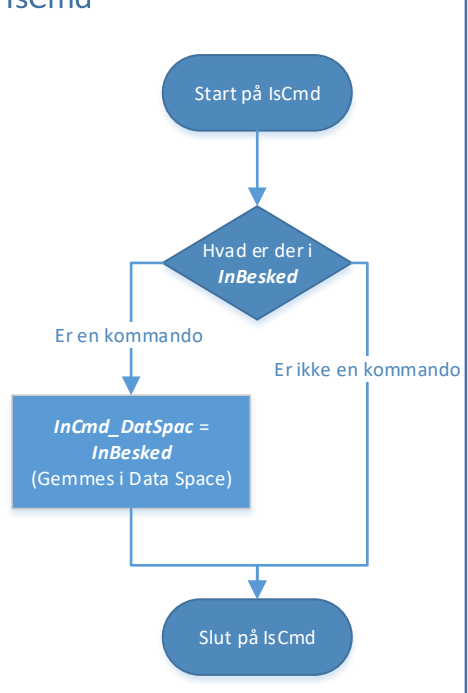 IsCmd
Start på IsCmd
Hvad er der i
InBesked
Er en kommando
Er ikke en kommando
InCmd_DatSpac =
InBesked
(Gemmes i Data Space)
Slut på IsCmd